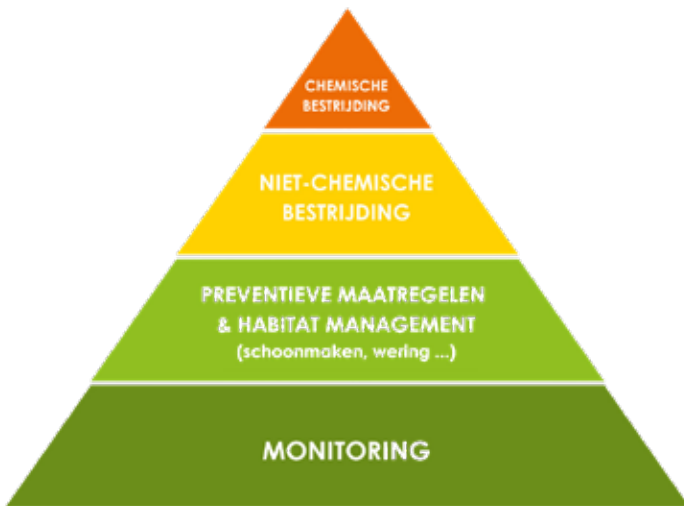 CHEMISCHE
BESTRIJDING
NIET-CHEMISCHE
BESTRIJDING
PREVENTIEVE MAATREGELEN
& HABITAT MANAGEMENT
(schoonmaken, wering ...)
MONITORING